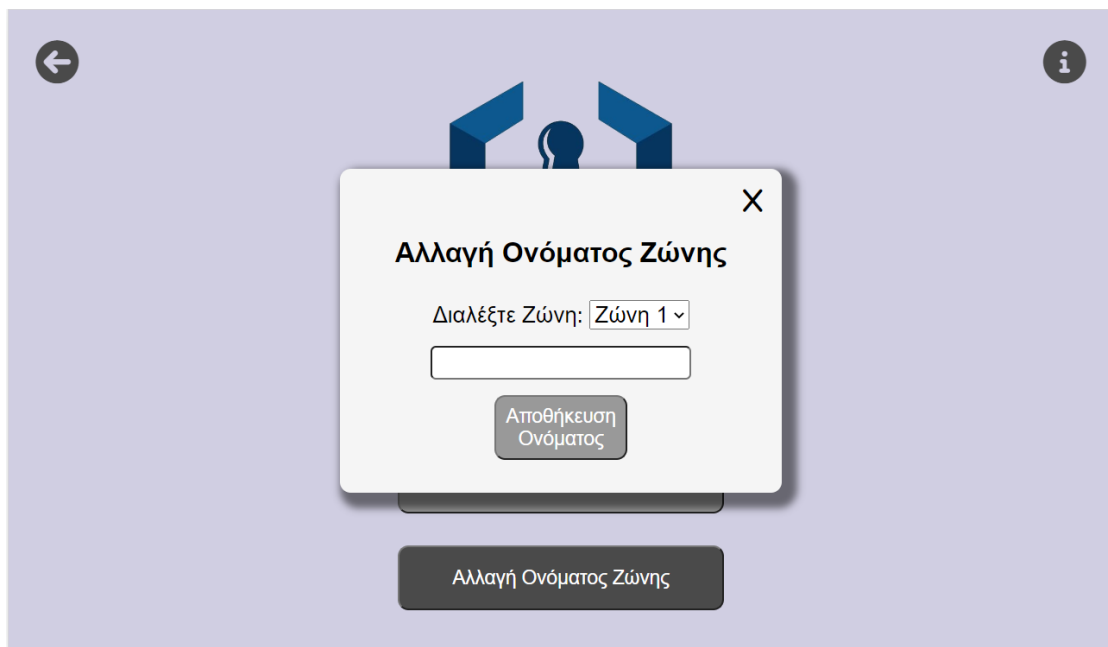 Αλλαγή Ονόματος Ζώνης
Διαλέξτε Ζώνη: Ζώνη 1
Αποθήκευση
Ονόματος
Αλλαγή Ονόματος Ζώνης